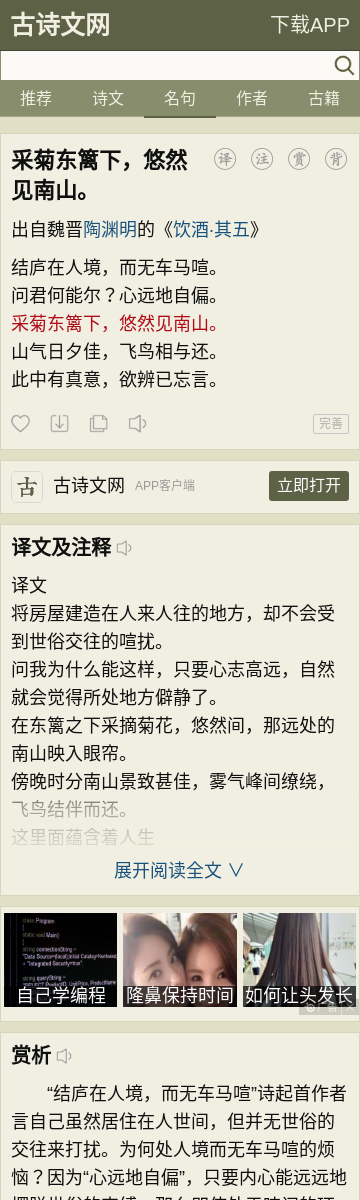 古诗文网 下载APP
推荐 诗文 名句 作者 古籍
采菊东篱下，悠然
见南山。
译 注 赏 背
出自魏晋陶渊明的《饮酒·其五》
结庐在人境，而无车马喧。
问君何能尔？心远地自偏。
采菊东篱下，悠然见南山。
山气日夕佳，飞鸟相与还。
此中有真意，欲辨已忘言。
完善
古 古诗文网 APP客户端 立即打开
译文及注释
译文
将房屋建造在人来人往的地方，却不会受
到世俗交往的喧扰。
问我为什么能这样，只要心志高远，自然
就会觉得所处地方僻静了。
在东篱之下采摘菊花，悠然间，那远处的
南山映入眼帘。
傍晚时分南山景致甚佳，雾气峰间缭绕，
飞鸟结伴而还。
这里面蕴含着人生
展开阅读全文 ∨
自己学编程 隆鼻保持时间 如何让头发长
赏析
“结庐在人境，而无车马喧”诗起首作者
言自己虽然居住在人世间，但并无世俗的
交往来打扰。为何处人境而无车马喧的烦
恼？因为“心远地自偏”，只要内心能远远地